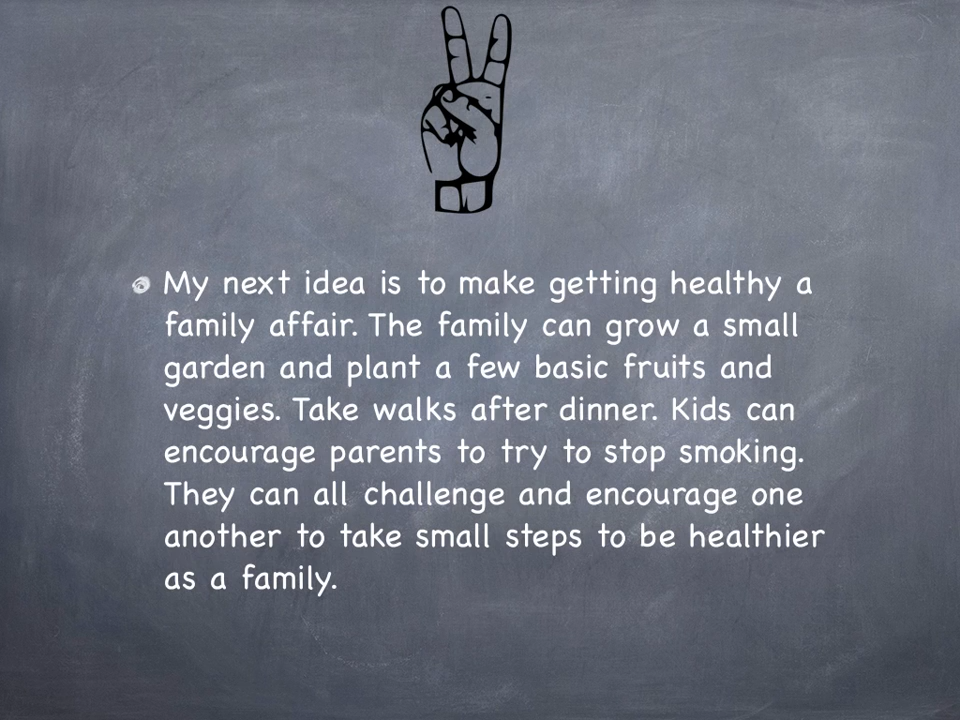 My next idea is to make getting healthy a
family affair. The family can grow a small
garden and plant a few basic fruits and
veggies. Take walks after dinner. Kids can
encourage parents to try to stop smoking.
They can all challenge and encourage one
another to take small steps to be healthier
as a family.